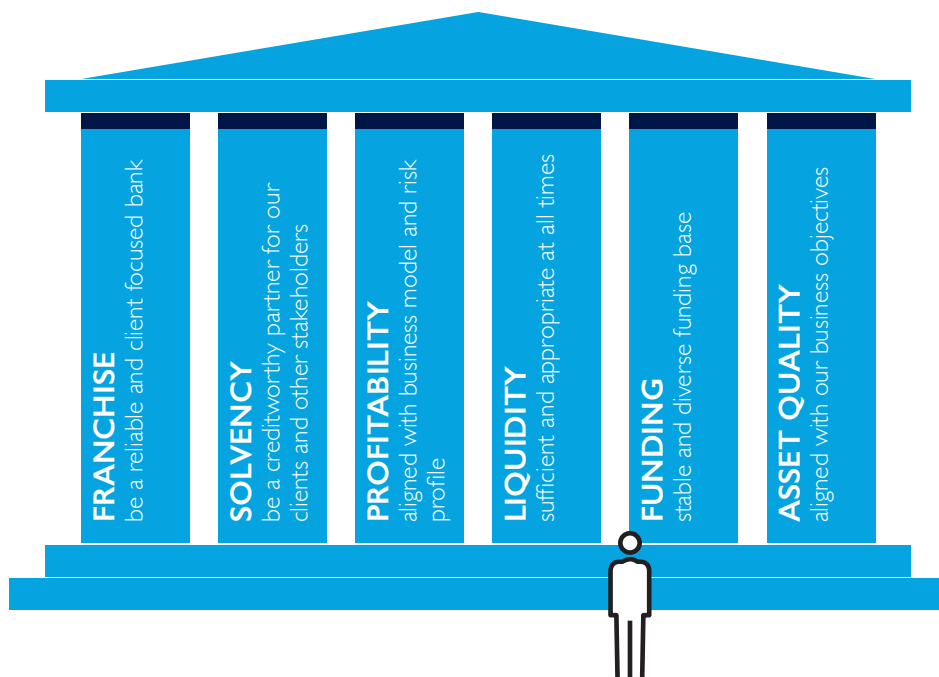 FRANCHISE
be a reliable and client focused bank
SOLVENCY
be a creditworthy partner for our
clients and other stakeholders
PROFITABILITY
aligned with business model and risk
profile
LIQUIDITY
sufficient and appropriate at all times
FUNDING
stable and diverse funding base
ASSET QUALITY
aligned with our business objectives